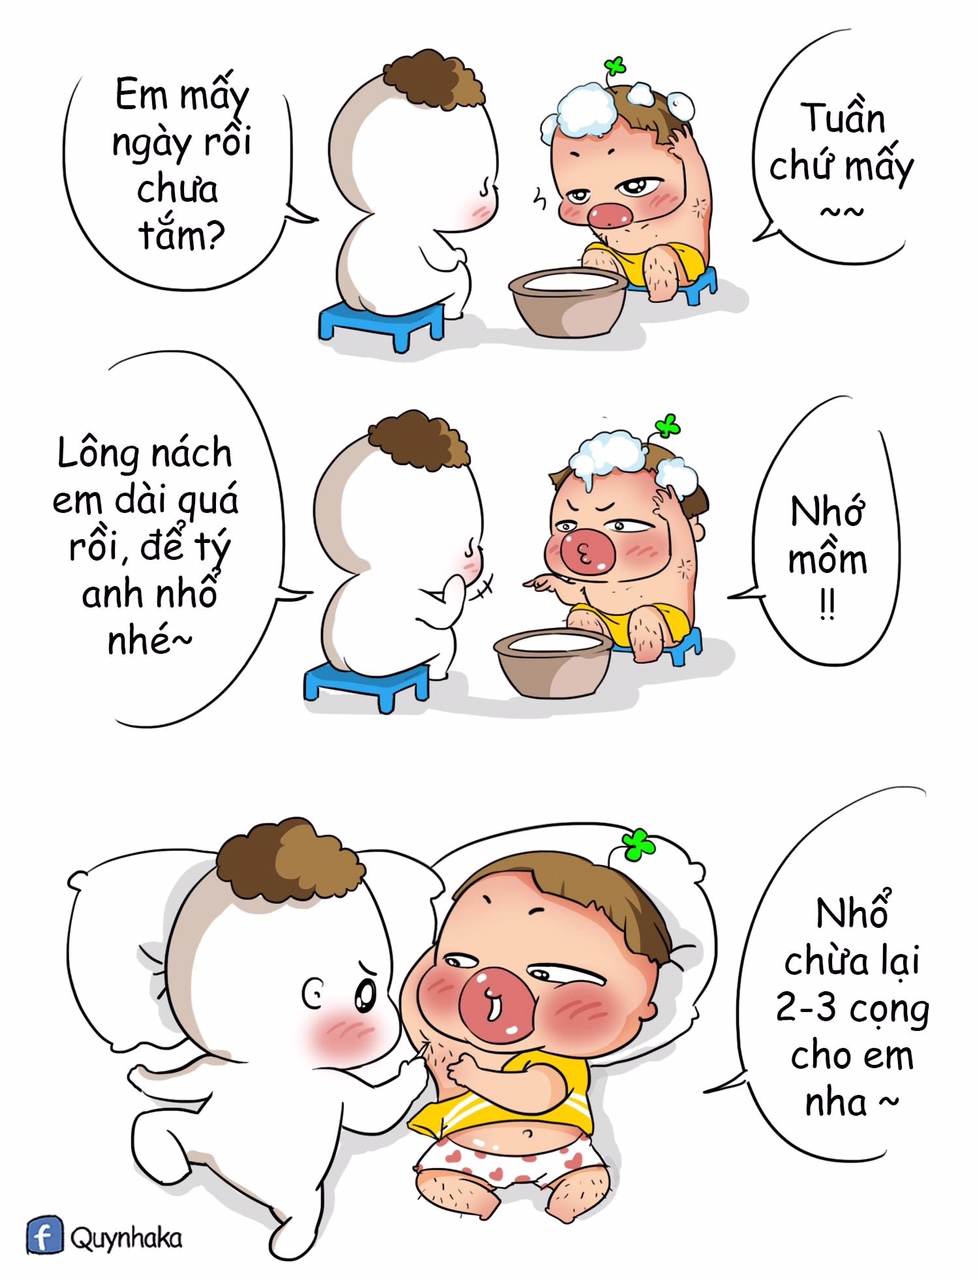 Em mấy
ngày rồi
chưa
tắm?
Tuần
chứ mấy
~~
Lông nách
em dài quá
rồi, để tý
anh nhổ
nhé~
Nhớ
mồm
!!
Nhổ
chừa lại
2-3 cọng
cho em
nha ~
f Quynhaka